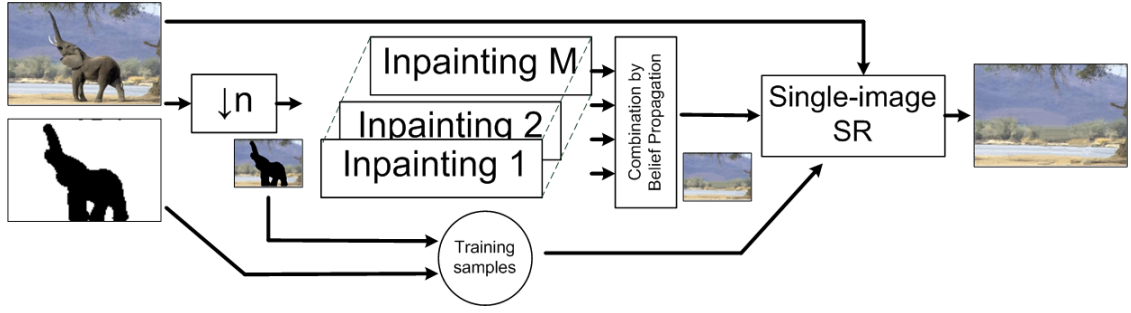 ↓n
Inpainting M
Inpainting 2
Inpainting 1
Combination by
Belief Propagation
Single-image
SR
Training
samples